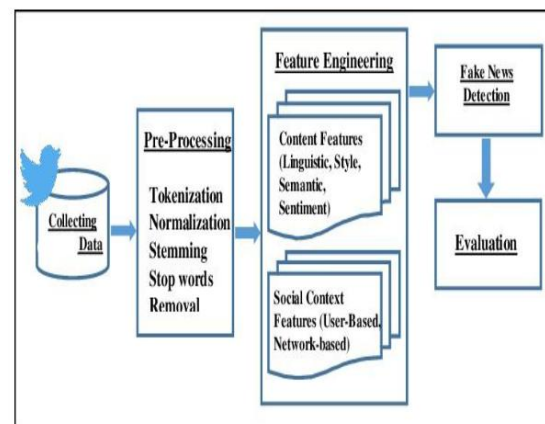 Collecting
Data
Pre-Processing
Tokenization
Normalization
Stemming
Stop words
Removal
Feature Engineering
Content Features
(Linguistic, Style,
Semantic,
Sentiment)
Social Context
Features (User-Based,
Network-based)
Fake News
Detection
Evaluation